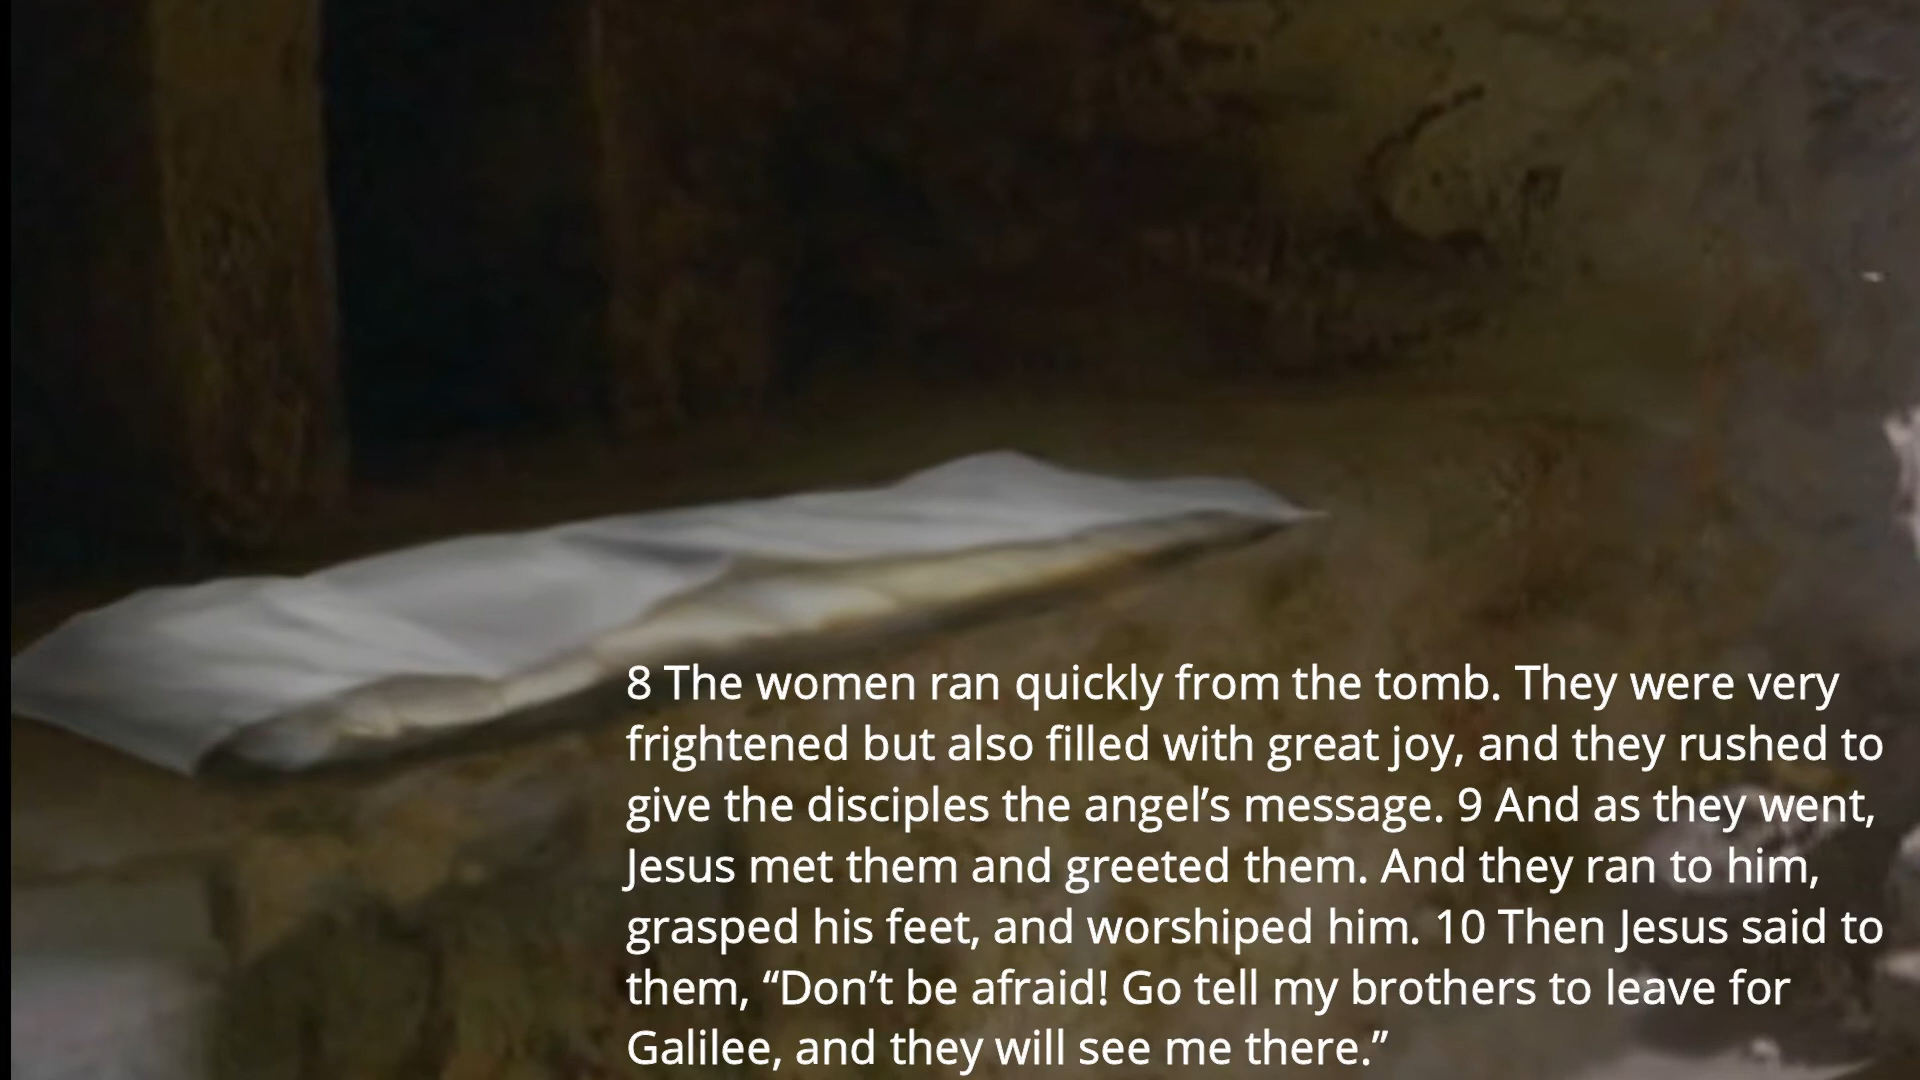 8 The women ran quickly from the tomb. They were very
frightened but also filled with great joy, and they rushed to
give the disciples the angel’s message. 9 And as they went,
Jesus met them and greeted them. And they ran to him,
grasped his feet, and worshiped him. 10 Then Jesus said to
them, “Don’t be afraid! Go tell my brothers to leave for
Galilee, and they will see me there.”